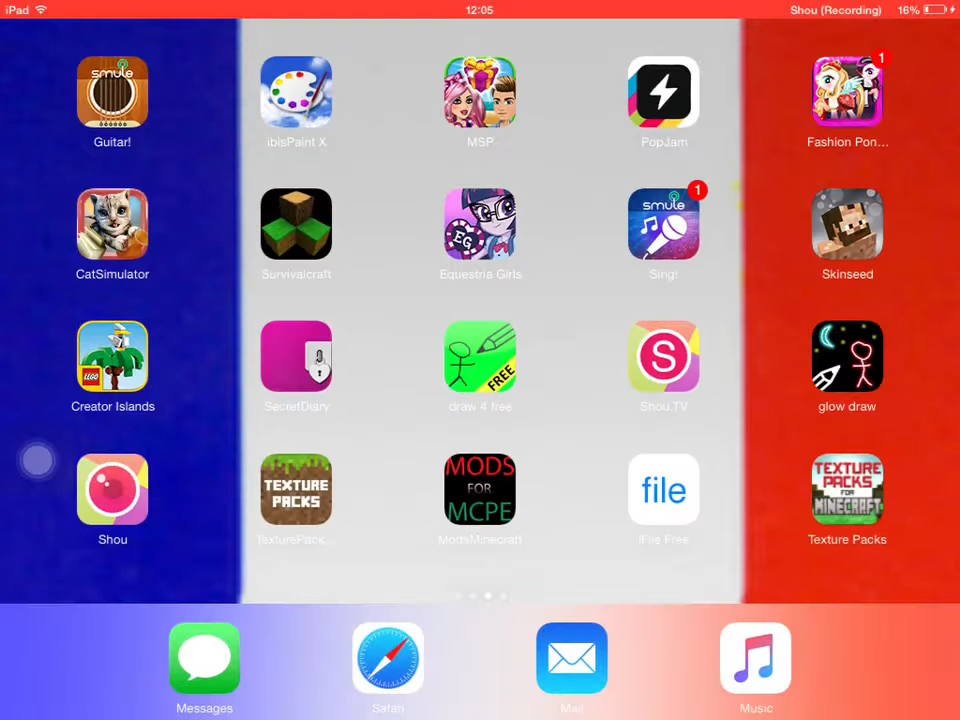 iPad 12:05 Shou (Recording) 16%
smule
1
Guitar! ibisPaint X MSP PopJam Fashion Pon...
EG
smule
1
CatSimulator Survivalcraft Equestria Girls Sing! Skinseed
LEGO
FREE
S
Creator Islands SecretDiary draw 4 free Shou.TV glow draw
TEXTURE
PACKS
MODS
FOR
MCPE
file
TEXTURE
PACKS
FOR
MINECRAFT
Shou TexturePack... ModsMinecraft iFile Free Texture Packs
Messages Safari Mail Music